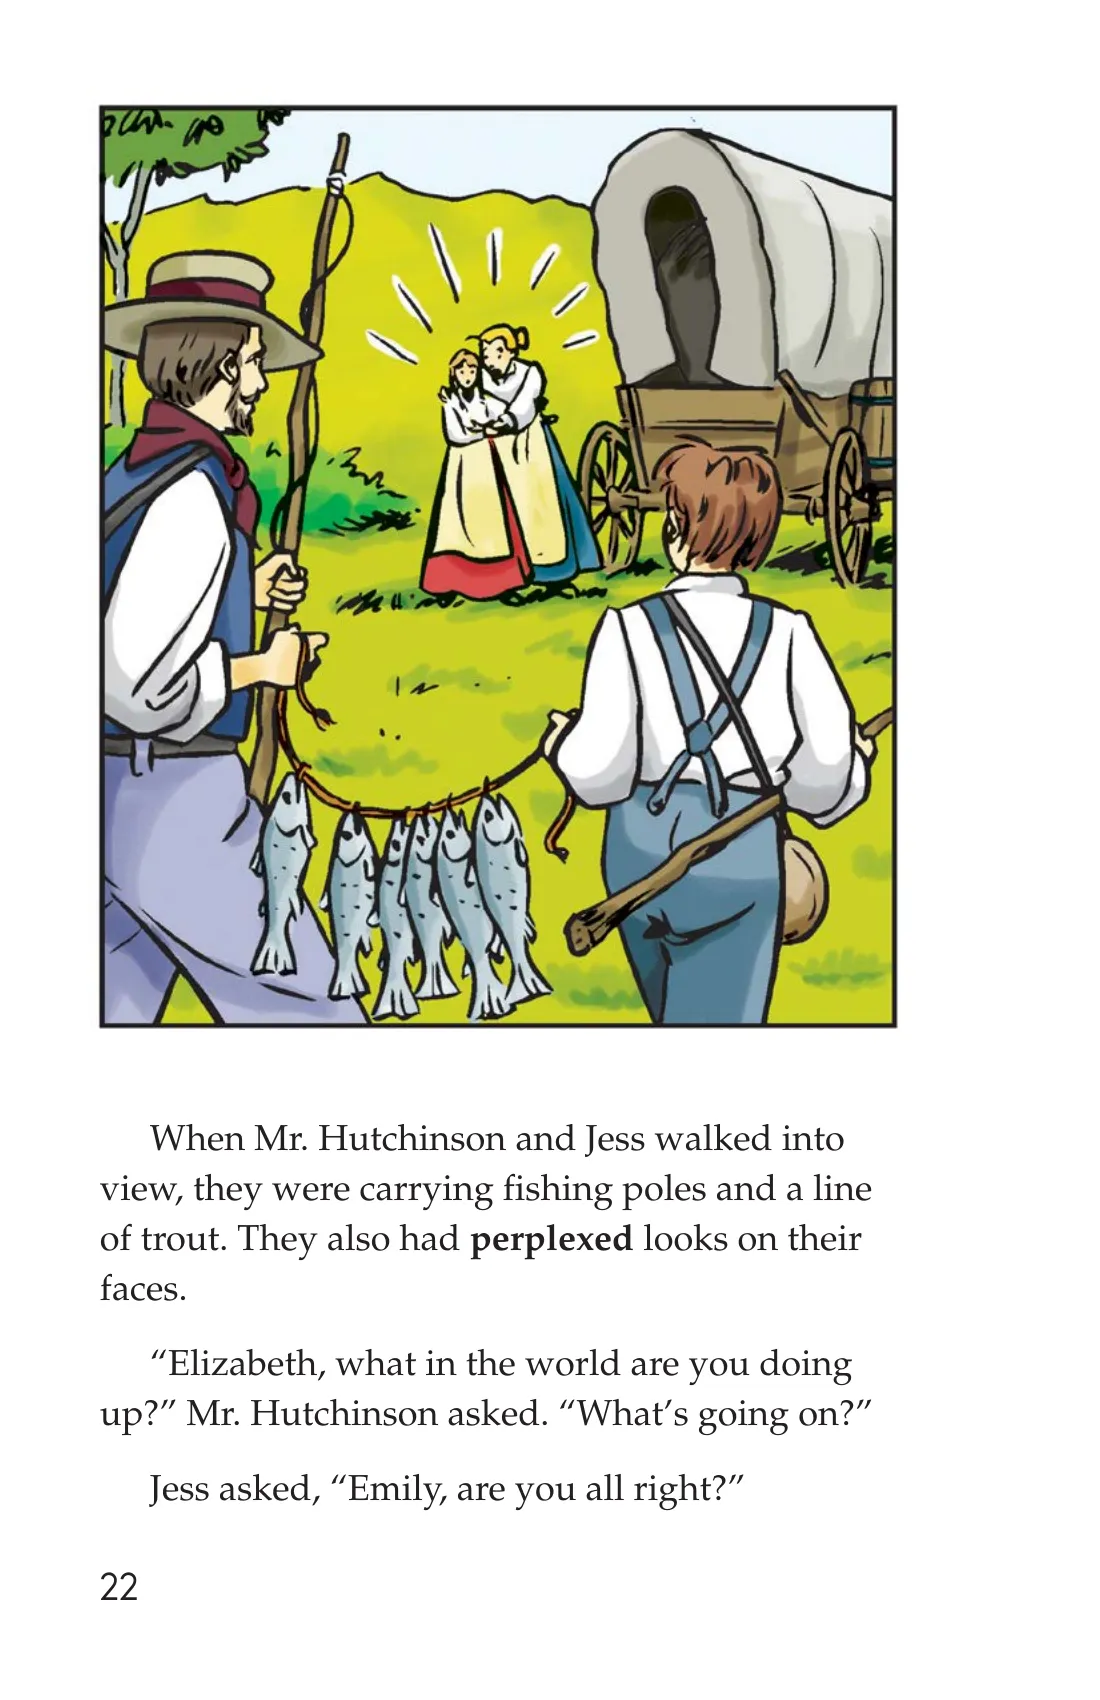 When Mr. Hutchinson and Jess walked into
view, they were carrying fishing poles and a line
of trout. They also had perplexed looks on their
faces.
“Elizabeth, what in the world are you doing
up?” Mr. Hutchinson asked. “What’s going on?”
Jess asked, “Emily, are you all right?”
22